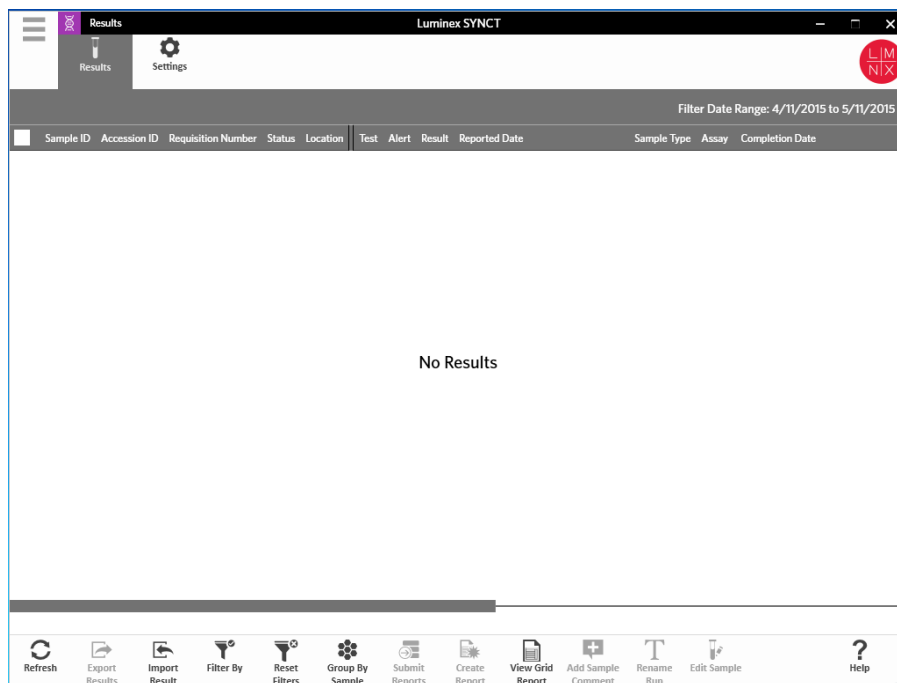 Results
Luminex SYNCT
Results
Settings
L M
N X
Filter Date Range: 4/11/2015 to 5/11/2015
Sample ID Accession ID Requisition Number Status Location Test Alert Result Reported Date Sample Type Assay Completion Date
No Results
Refresh
Export
Results
Import
Result
Filter By
Reset
Filters
Group By
Sample
Submit
Reports
Create
Report
View Grid
Report
Add Sample
Comment
Rename
Run
Edit Sample
Help